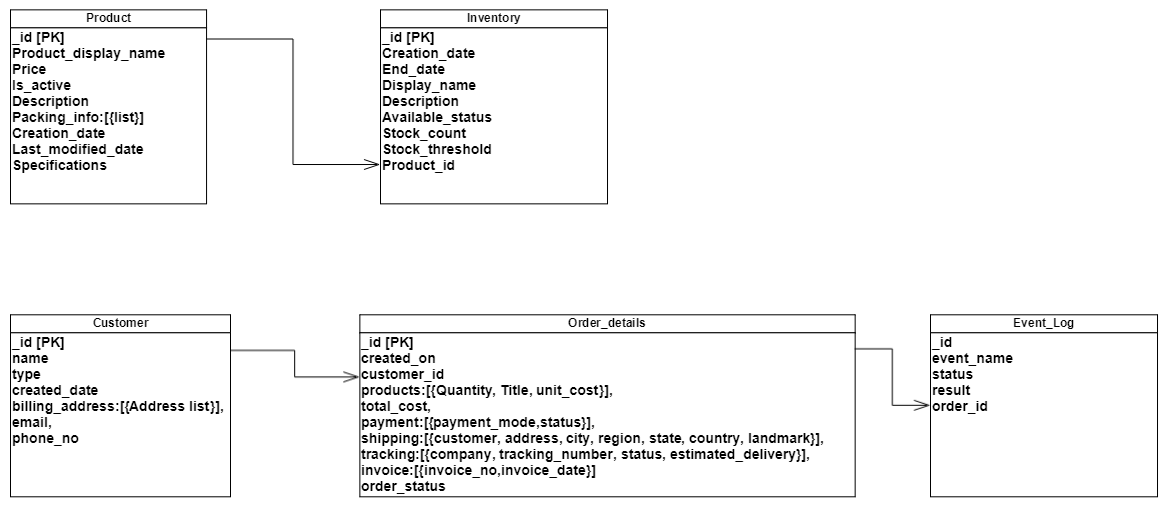 Product
_id [PK]
Product_display_name
Price
Is_active
Description
Packing_info:[{list}]
Creation_date
Last_modified_date
Specifications
Inventory
_id [PK]
Creation_date
End_date
Display_name
Description
Available_status
Stock_count
Stock_threshold
Product_id
Customer
_id [PK]
name
type
created_date
billing_address:[{Address list}],
email,
phone_no
Order_details
_id [PK]
created_on
customer_id
products:[{Quantity, Title, unit_cost}],
total_cost,
payment:[{payment_mode,status}],
shipping:[{customer, address, city, region, state, country, landmark}],
tracking:[{company, tracking_number, status, estimated_delivery}],
invoice:[{invoice_no,invoice_date}]
order_status
Event_Log
_id
event_name
status
result
order_id